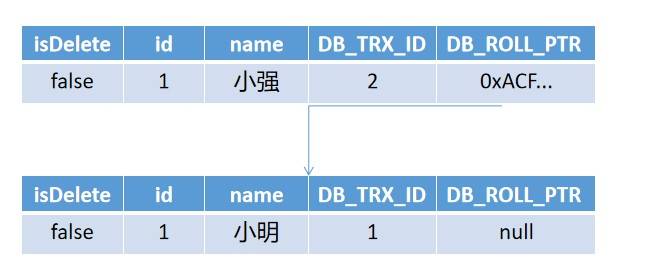 isDelete id name DB_TRX_ID DB_ROLL_PTR
false 1 小强 2 0xACF...
isDelete id name DB_TRX_ID DB_ROLL_PTR
false 1 小明 1 null